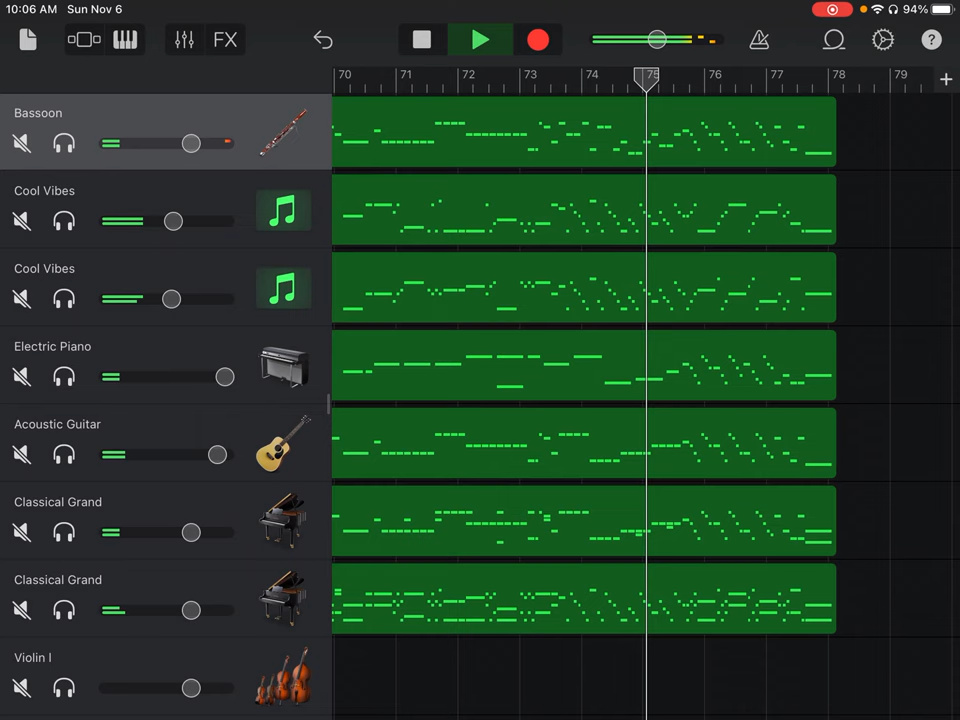 10:06 AM Sun Nov 6 94%
FX ?
70 71 72 73 74 75 76 77 78 79 +
Bassoon
Cool Vibes
Cool Vibes
Electric Piano
Acoustic Guitar
Classical Grand
Classical Grand
Violin I